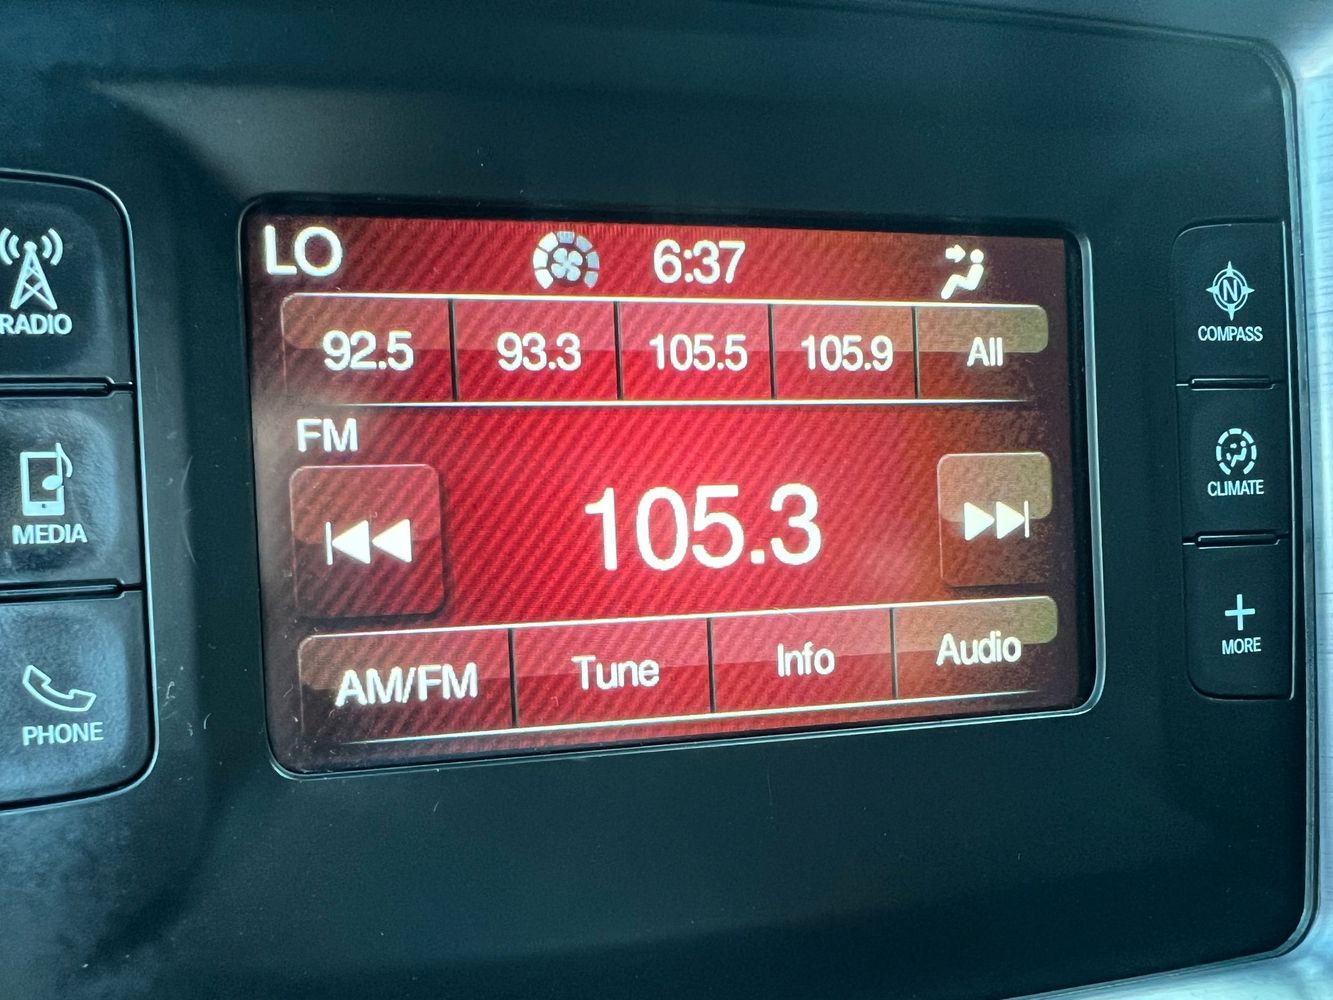 LO 6:37
92.5 93.3 105.5 105.9 All
FM
105.3
AM/FM Tune Info Audio
RADIO
MEDIA
PHONE
N
COMPASS
CLIMATE
MORE